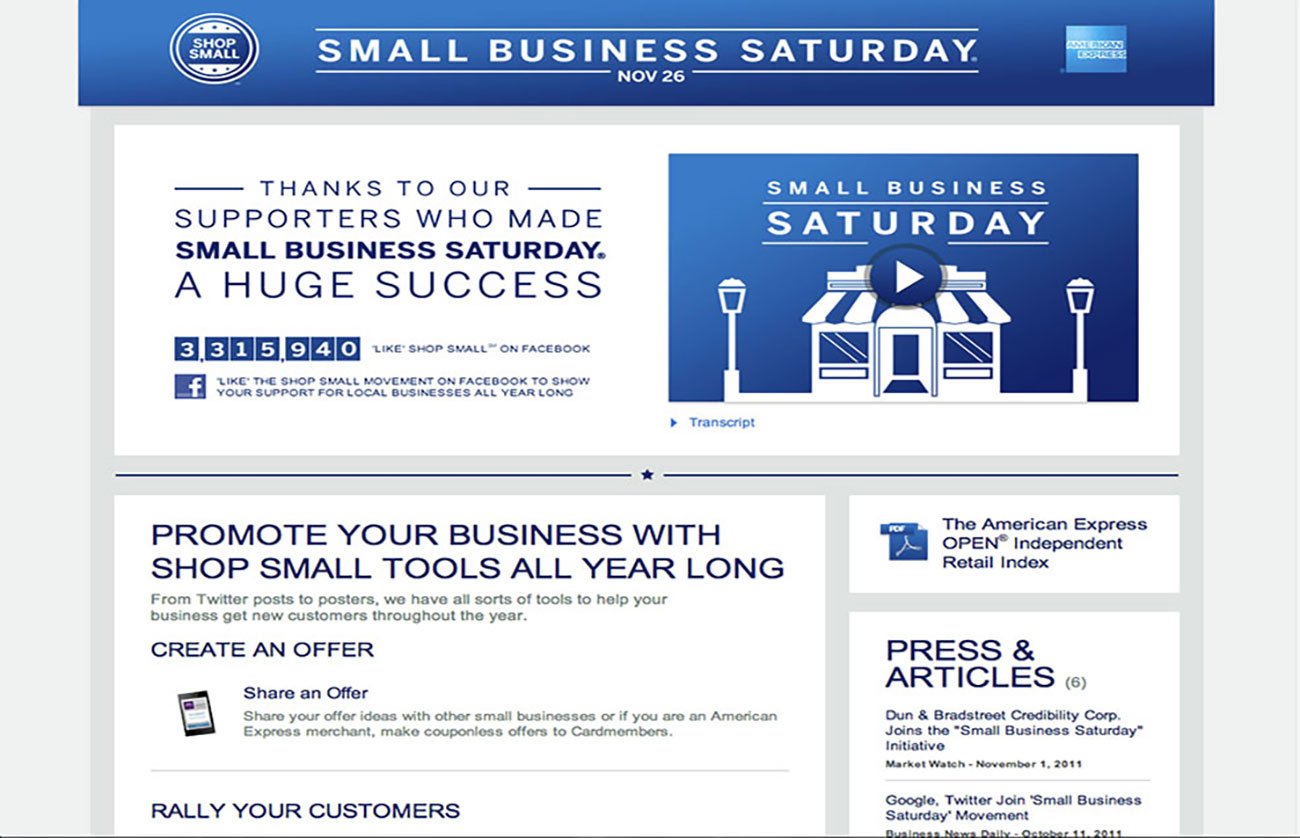 SHOP
SMALL
SMALL BUSINESS SATURDAY®
NOV 26
AMERICAN
EXPRESS
THANKS TO OUR
SUPPORTERS WHO MADE
SMALL BUSINESS SATURDAY®
A HUGE SUCCESS
3,315,940 'LIKE' SHOP SMALL℠ ON FACEBOOK
f
'LIKE' THE SHOP SMALL MOVEMENT ON FACEBOOK TO SHOW
YOUR SUPPORT FOR LOCAL BUSINESSES ALL YEAR LONG
SMALL BUSINESS
SATURDAY
Transcript
PROMOTE YOUR BUSINESS WITH
SHOP SMALL TOOLS ALL YEAR LONG
From Twitter posts to posters, we have all sorts of tools to help your
business get new customers throughout the year.
CREATE AN OFFER
Share an Offer
Share your offer ideas with other small businesses or if you are an American
Express merchant, make couponless offers to Cardmembers.
RALLY YOUR CUSTOMERS
PDF
The American Express
OPEN® Independent
Retail Index
PRESS &
ARTICLES (6)
Dun & Bradstreet Credibility Corp.
Joins the "Small Business Saturday"
Initiative
Market Watch - November 1, 2011
Google, Twitter Join 'Small Business
Saturday' Movement
Business News Daily - October 11, 2011